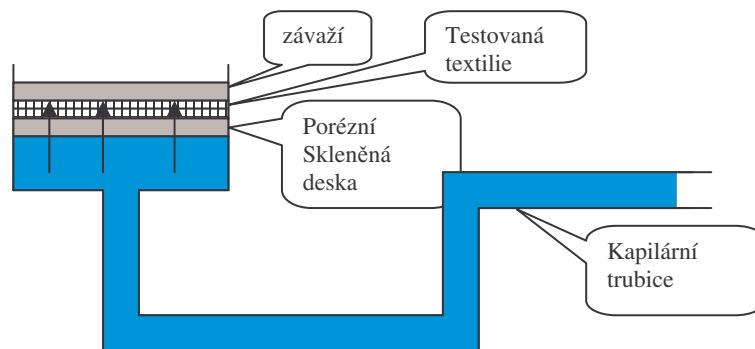 závaží
Testovaná
textilie
Porézní
Skleněná
deska
Kapilární
trubice